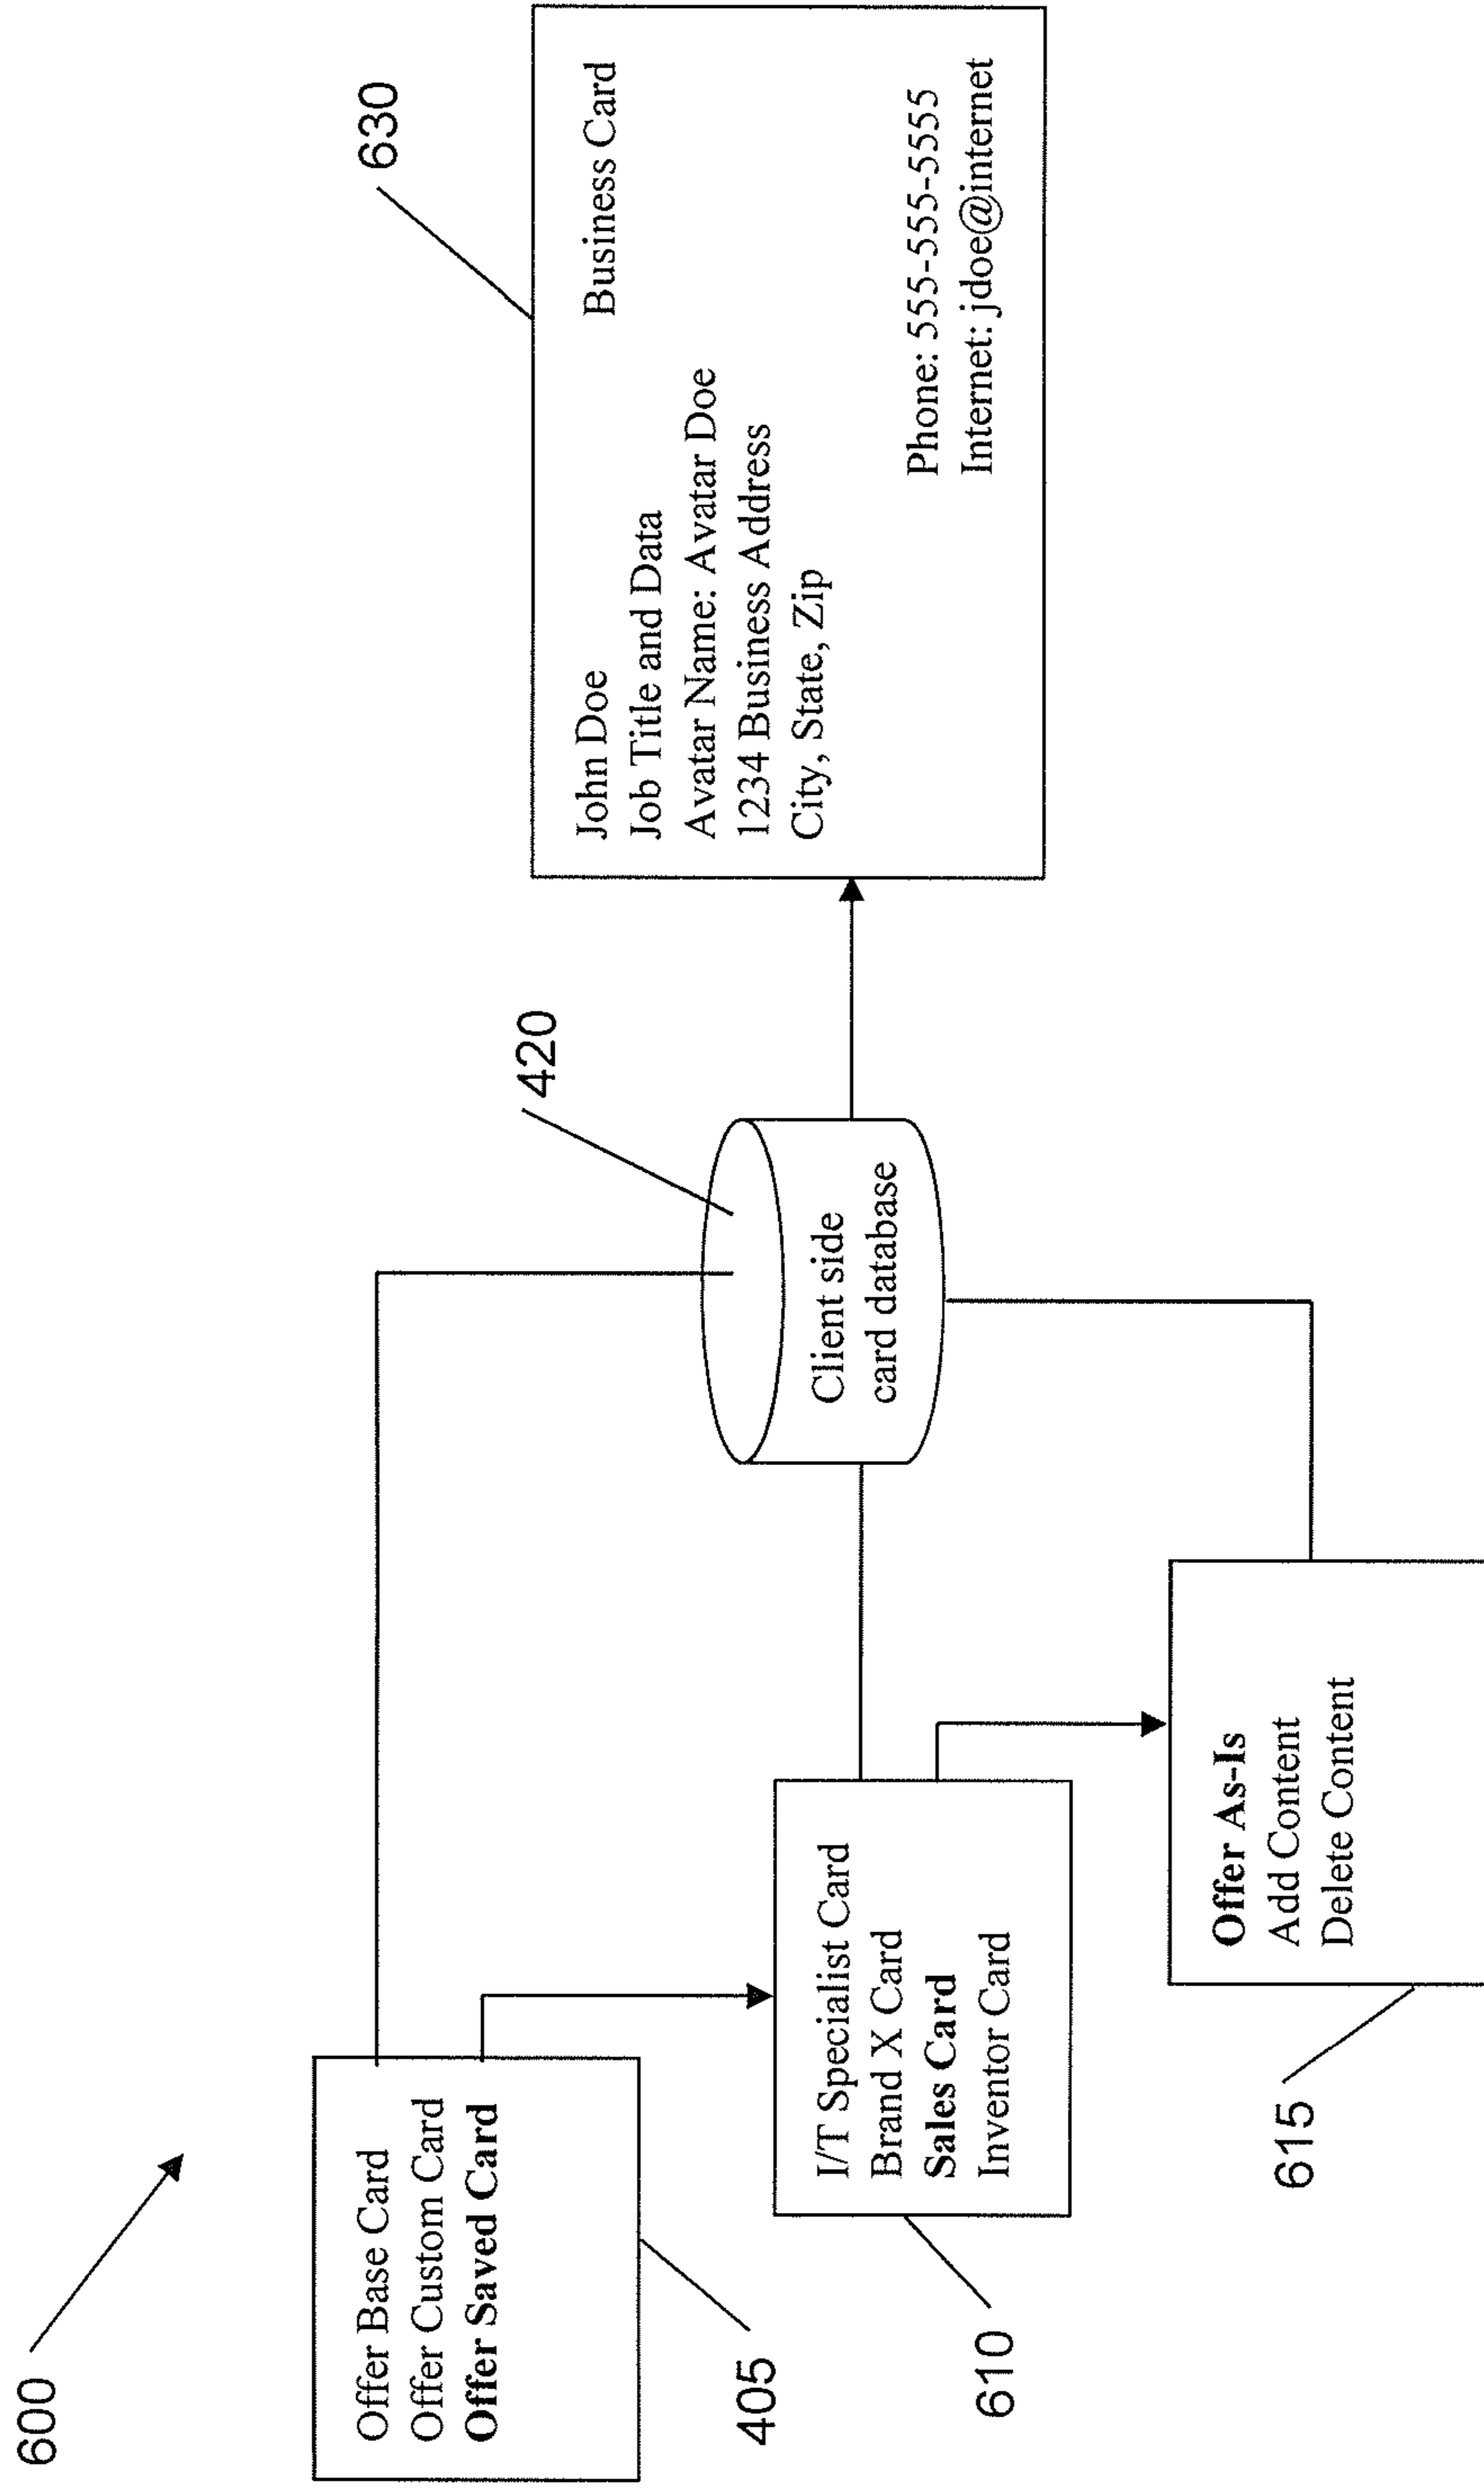 600
Offer Base Card
Offer Custom Card
Offer Saved Card
405
I/T Specialist Card
Brand X Card
Sales Card
Inventor Card
610
Offer As-Is
Add Content
Delete Content
615
Client side
card database
420
Business Card
John Doe
Job Title and Data
Avatar Name: Avatar Doe
1234 Business Address
City, State, Zip
Phone: 555-555-5555
Internet: jdoe@internet
630